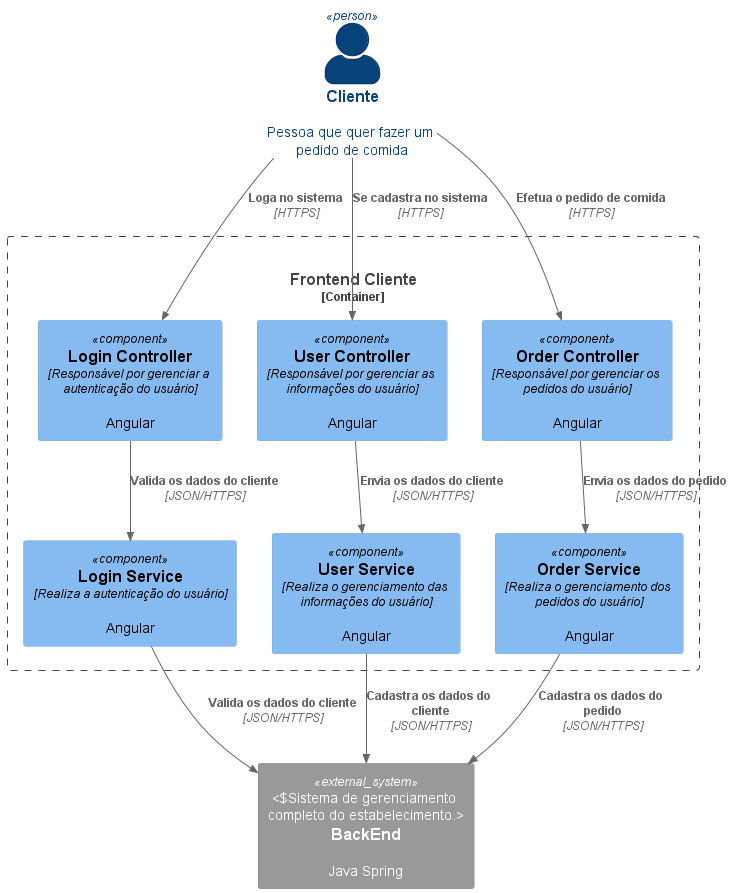 «person»
Cliente
Pessoa que quer fazer um
pedido de comida
Loga no sistema
[HTTPS]
Se cadastra no sistema
[HTTPS]
Efetua o pedido de comida
[HTTPS]
Frontend Cliente
[Container]
«component»
Login Controller
[Responsável por gerenciar a
autenticação do usuário]
Angular
«component»
User Controller
[Responsável por gerenciar as
informações do usuário]
Angular
«component»
Order Controller
[Responsável por gerenciar os
pedidos do usuário]
Angular
Valida os dados do cliente
[JSON/HTTPS]
Envia os dados do cliente
[JSON/HTTPS]
Envia os dados do pedido
[JSON/HTTPS]
«component»
Login Service
[Realiza a autenticação do usuário]
Angular
«component»
User Service
[Realiza o gerenciamento das
informações do usuário]
Angular
«component»
Order Service
[Realiza o gerenciamento dos
pedidos do usuário]
Angular
Valida os dados do cliente
[JSON/HTTPS]
Cadastra os dados do
cliente
[JSON/HTTPS]
Cadastra os dados do
pedido
[JSON/HTTPS]
«external_system»
<$Sistema de gerenciamento
completo do estabelecimento.>
BackEnd
Java Spring